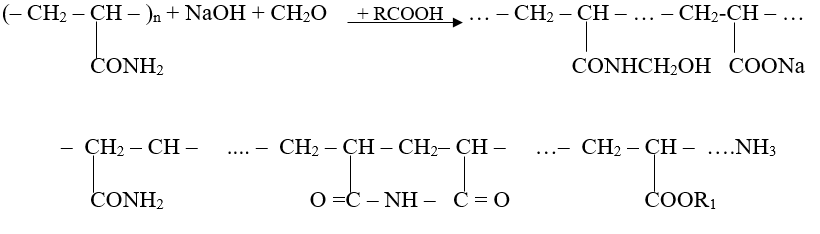 (– CH₂ – CH – )ₙ + NaOH + CH₂O + RCOOH … – CH₂ – CH – … – CH₂-CH – …
CONH₂ CONHCH₂OH COONa
– CH₂ – CH – .... – CH₂ – CH – CH₂– CH – …– CH₂ – CH – ….NH₃
CONH₂ O =C – NH – C = O COOR₁